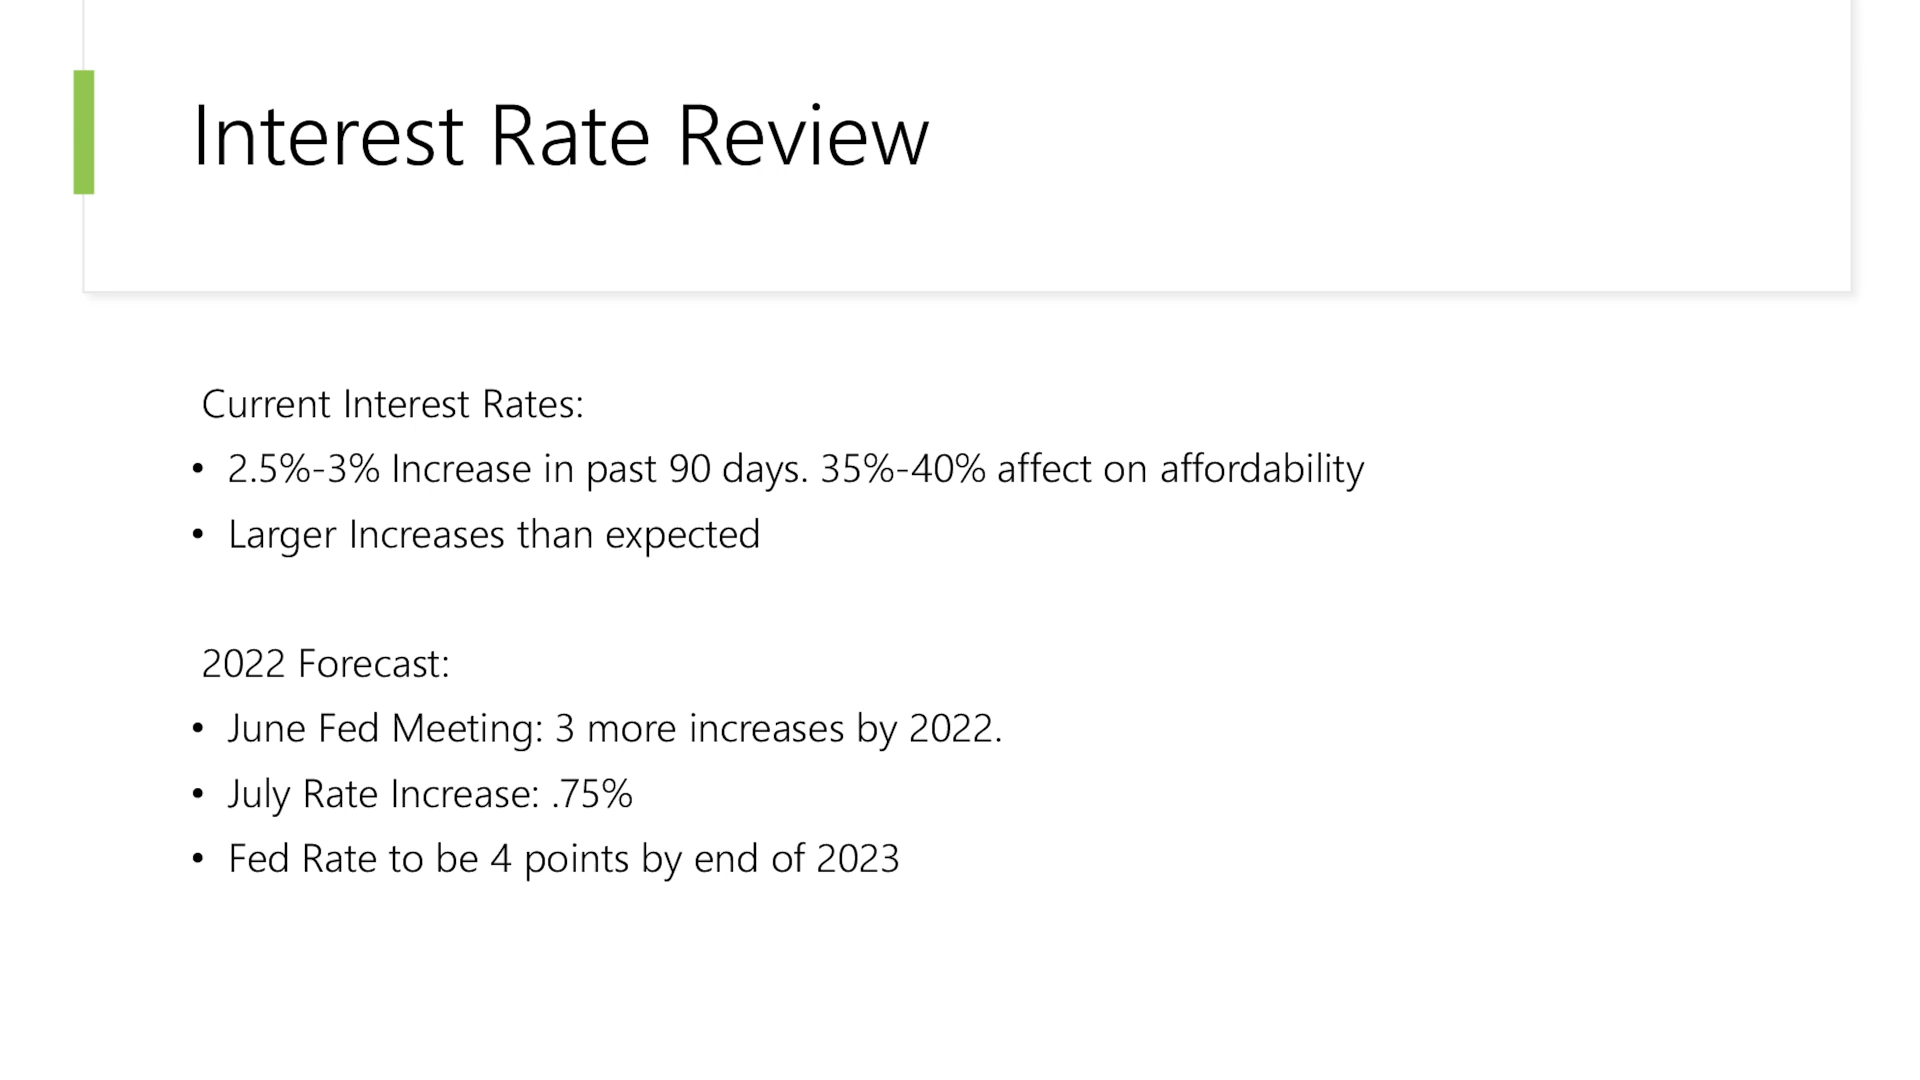 Interest Rate Review
Current Interest Rates:
• 2.5%-3% Increase in past 90 days. 35%-40% affect on affordability
• Larger Increases than expected
2022 Forecast:
• June Fed Meeting: 3 more increases by 2022.
• July Rate Increase: .75%
• Fed Rate to be 4 points by end of 2023